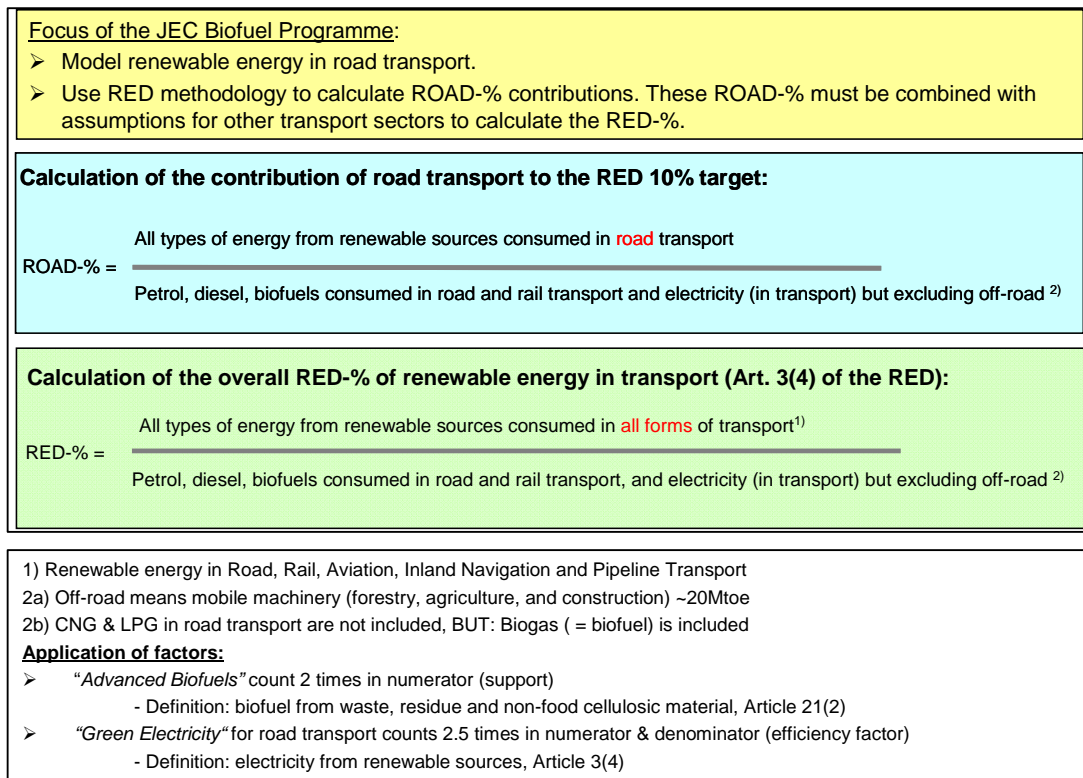 Focus of the JEC Biofuel Programme:
➢ Model renewable energy in road transport.
➢ Use RED methodology to calculate ROAD-% contributions. These ROAD-% must be combined with
assumptions for other transport sectors to calculate the RED-%.
Calculation of the contribution of road transport to the RED 10% target:
All types of energy from renewable sources consumed in road transport
ROAD-% =
Petrol, diesel, biofuels consumed in road and rail transport and electricity (in transport) but excluding off-road 2)
Calculation of the overall RED-% of renewable energy in transport (Art. 3(4) of the RED):
All types of energy from renewable sources consumed in all forms of transport1)
RED-% =
Petrol, diesel, biofuels consumed in road and rail transport, and electricity (in transport) but excluding off-road 2)
1) Renewable energy in Road, Rail, Aviation, Inland Navigation and Pipeline Transport
2a) Off-road means mobile machinery (forestry, agriculture, and construction) ~20Mtoe
2b) CNG & LPG in road transport are not included, BUT: Biogas ( = biofuel) is included
Application of factors:
➢ “Advanced Biofuels” count 2 times in numerator (support)
- Definition: biofuel from waste, residue and non-food cellulosic material, Article 21(2)
➢ “Green Electricity“ for road transport counts 2.5 times in numerator & denominator (efficiency factor)
- Definition: electricity from renewable sources, Article 3(4)